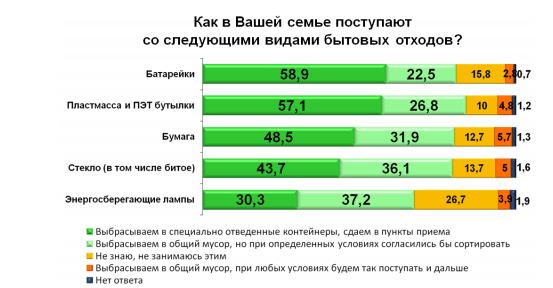 Как в Вашей семье поступают
со следующими видами бытовых отходов?
Батарейки 58,9 22,5 15,8 2,8 0,7
Пластмасса и ПЭТ бутылки 57,1 26,8 10 4,8 1,2
Бумага 48,5 31,9 12,7 5,7 1,3
Стекло (в том числе битое) 43,7 36,1 13,7 5 1,6
Энергосберегающие лампы 30,3 37,2 26,7 3,9 1,9
Выбрасываем в специально отведенные контейнеры, сдаем в пункты приема
Выбрасываем в общий мусор, но при определенных условиях согласились бы сортировать
Не знаю, не занимаюсь этим
Выбрасываем в общий мусор, при любых условиях будем так поступать и дальше
Нет ответа